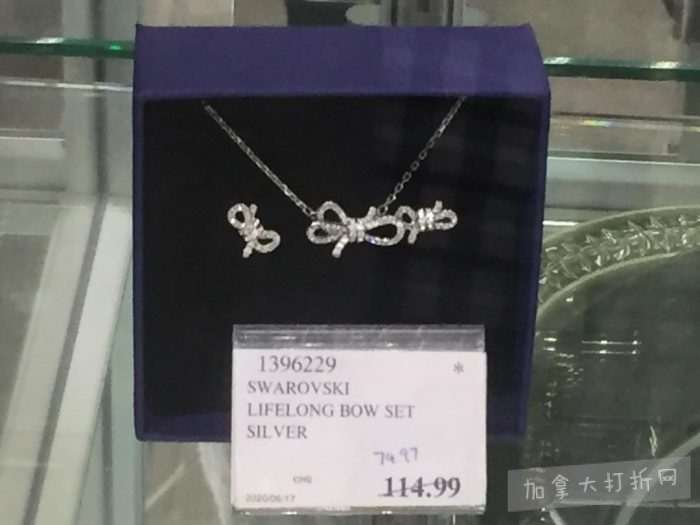 1396229 *
SWAROVSKI
LIFELONG BOW SET
SILVER
74.97
114.99
2020/06/17
加拿大打折网